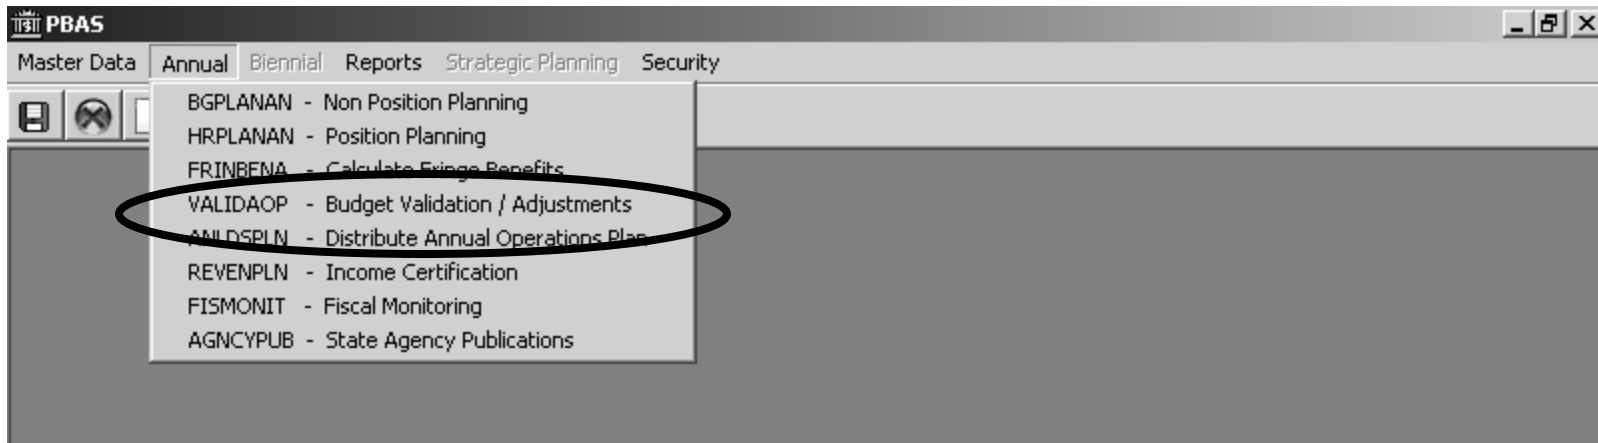 PBAS
Master Data Annual Biennial Reports Strategic Planning Security
BGPLANAN - Non Position Planning
HRPLANAN - Position Planning
FRINBENA - Calculate Fringe Benefits
VALIDAOP - Budget Validation / Adjustments
ANLDSPLN - Distribute Annual Operations Plan
REVENPLN - Income Certification
FISMONIT - Fiscal Monitoring
AGNCYPUB - State Agency Publications